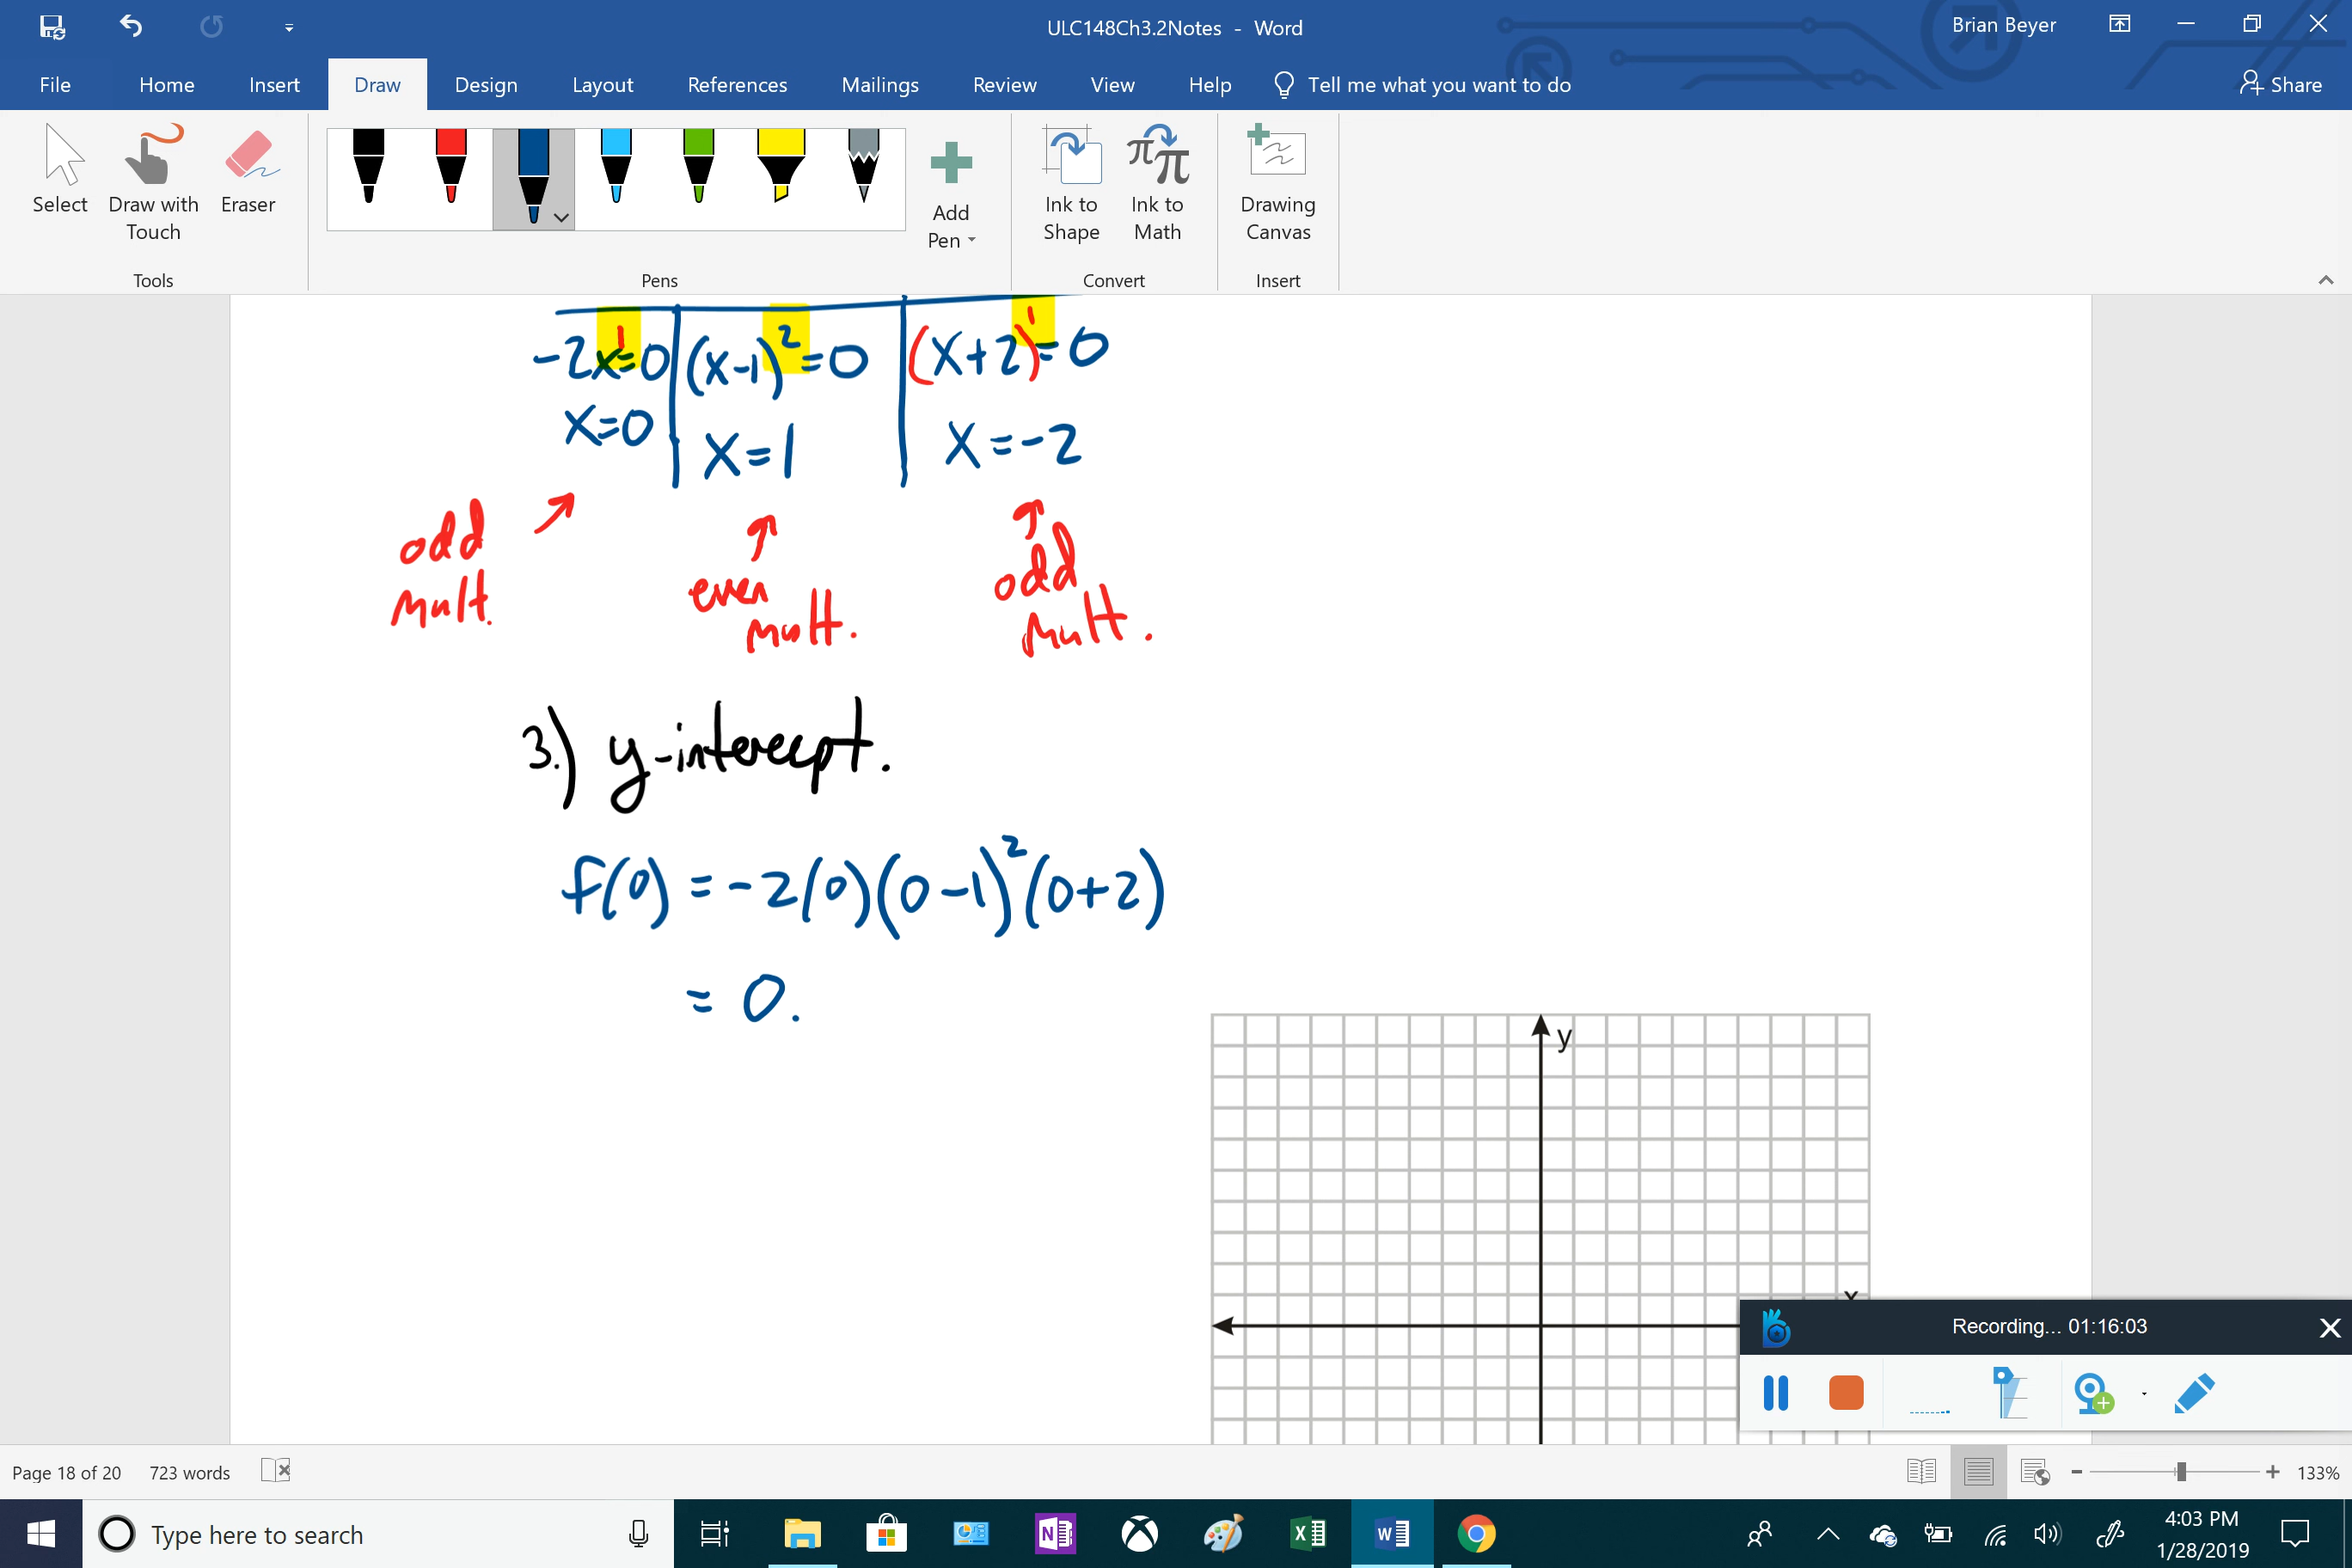 ULC148Ch3.2Notes - Word
Brian Beyer
File Home Insert Draw Design Layout References Mailings Review View Help Tell me what you want to do Share
Select Draw with Touch Eraser Add Pen Ink to Shape Ink to Math Drawing Canvas
Tools Pens Convert Insert
-2x¹=0 (x-1)²=0 (x+2)¹=0
x=0 x=1 x=-2
odd mult. even mult. odd mult.
3.) y-intercept.
f(0) = -2(0)(0-1)²(0+2)
= 0.
y
x
Recording... 01:16:03
Page 18 of 20 723 words 133%
Type here to search
4:03 PM
1/28/2019